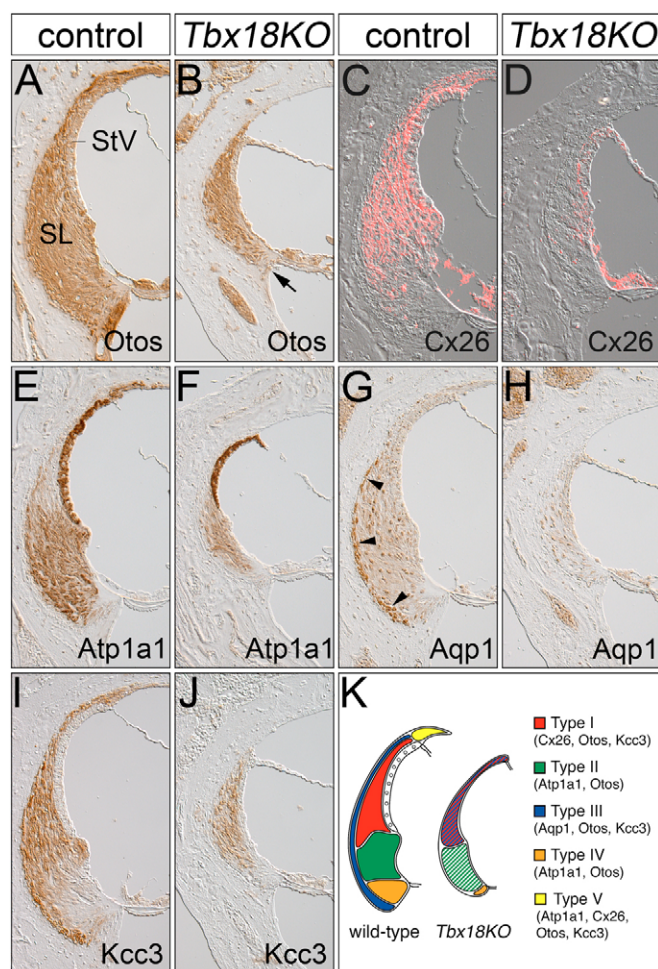 control
Tbx18KO
control
Tbx18KO
A
B
C
D
StV
SL
Otos
Otos
Cx26
Cx26
E
F
G
H
Atp1a1
Atp1a1
Aqp1
Aqp1
I
J
K
Kcc3
Kcc3
Type I
(Cx26, Otos, Kcc3)
Type II
(Atp1a1, Otos)
Type III
(Aqp1, Otos, Kcc3)
Type IV
(Atp1a1, Otos)
Type V
(Atp1a1, Cx26,
Otos, Kcc3)
wild-type
Tbx18KO